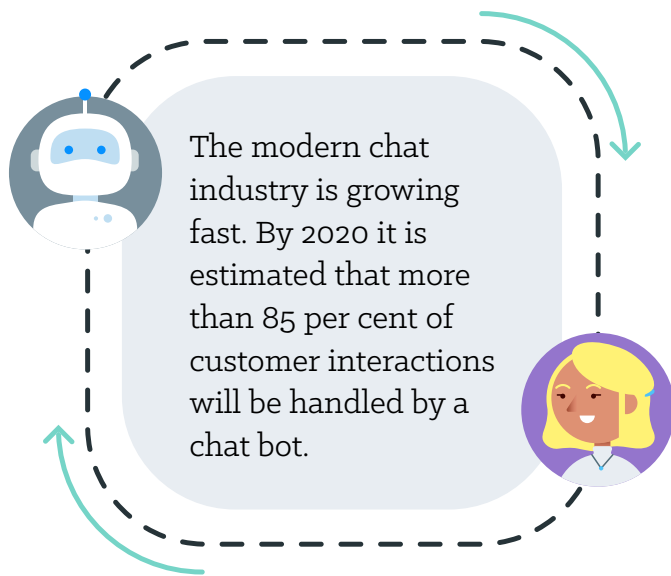 The modern chat
industry is growing
fast. By 2020 it is
estimated that more
than 85 per cent of
customer interactions
will be handled by a
chat bot.